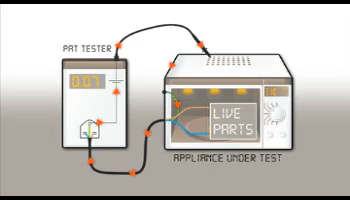 PAT TESTER
0.07
LIVE
PARTS
APPLIANCE UNDER TEST